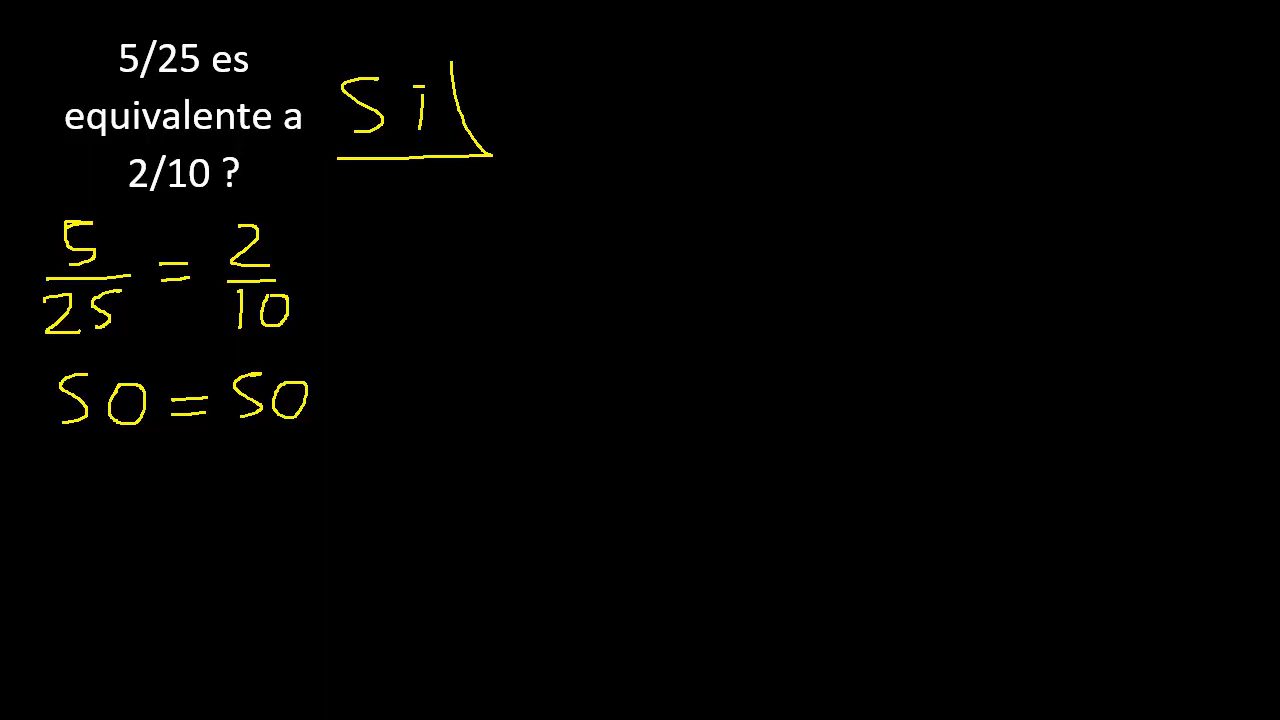 5/25 es
equivalente a
2/10 ?
Si
5/25 = 2/10
50 = 50